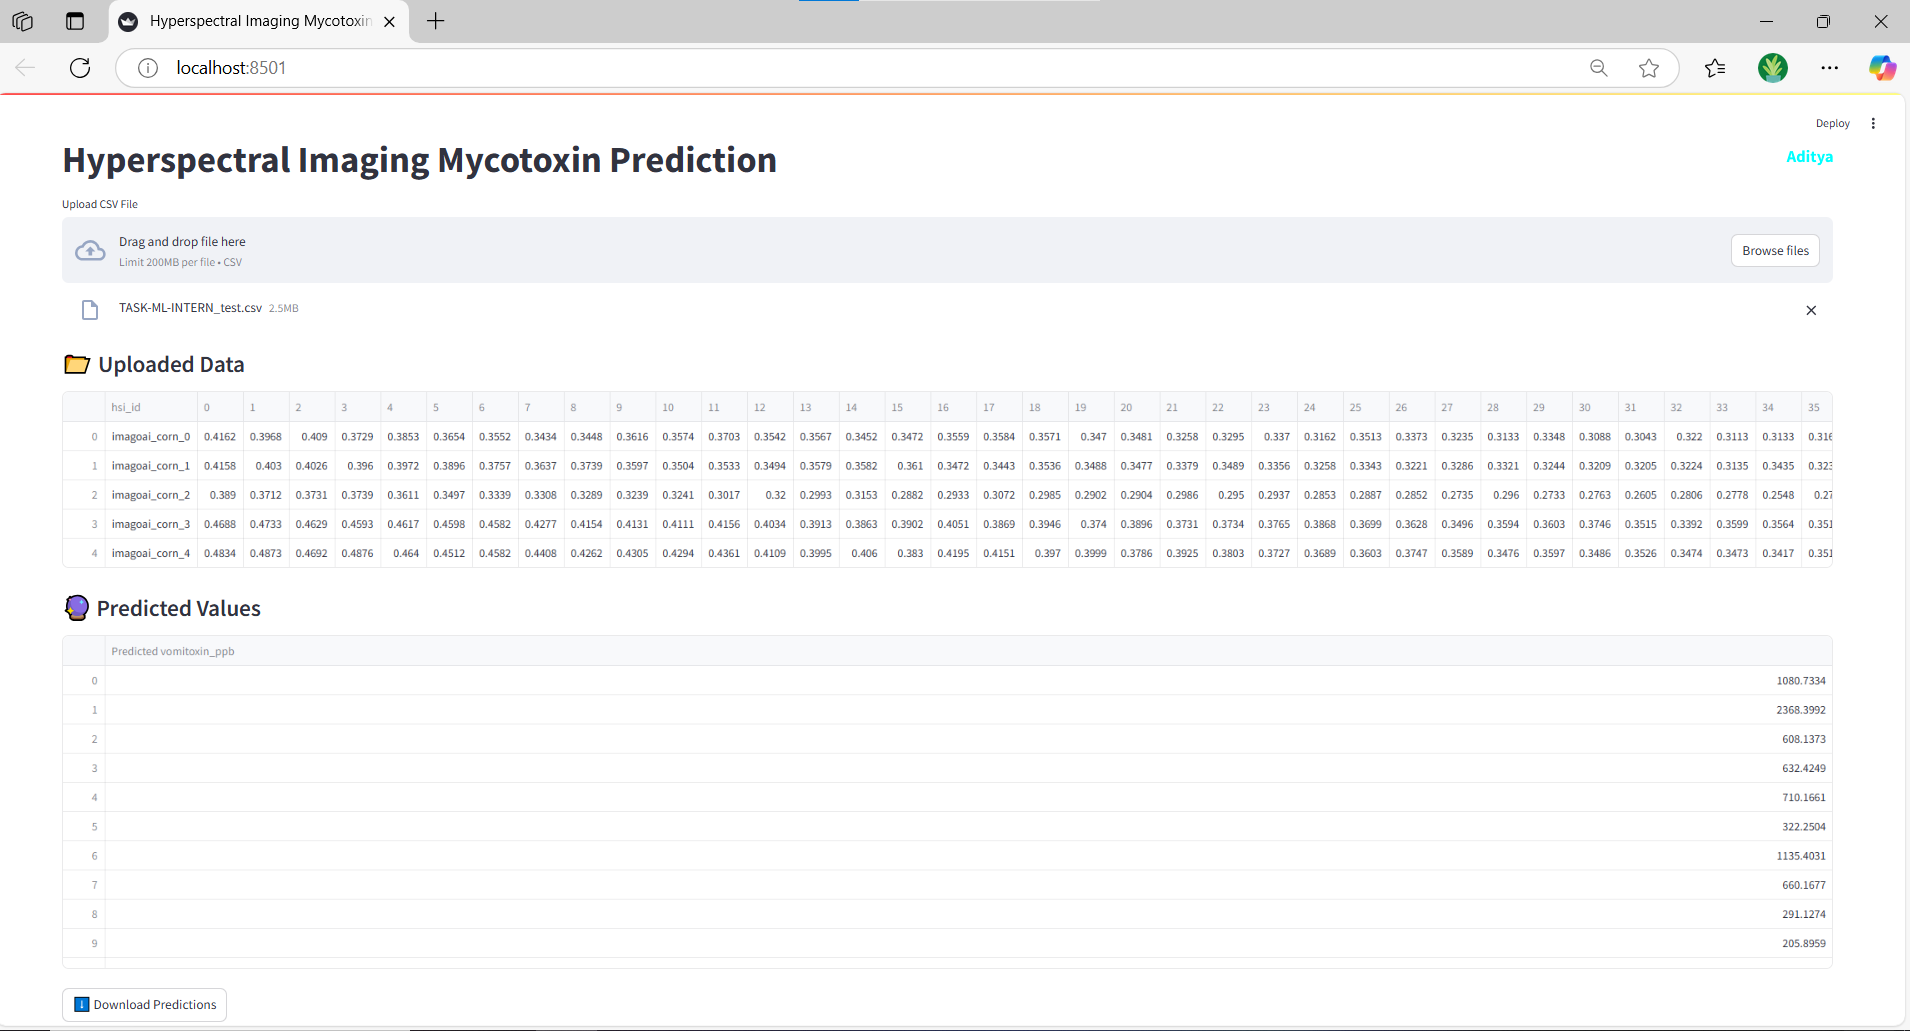 Hyperspectral Imaging Mycotoxin
localhost:8501
Deploy
Hyperspectral Imaging Mycotoxin Prediction
Aditya
Upload CSV File
Drag and drop file here
Limit 200MB per file • CSV
Browse files
TASK-ML-INTERN_test.csv 2.5MB
Uploaded Data
hsi_id 0 1 2 3 4 5 6 7 8 9 10 11 12 13 14 15 16 17 18 19 20 21 22 23 24 25 26 27 28 29 30 31 32 33 34 35
0 imagoai_corn_0 0.4162 0.3968 0.409 0.3729 0.3853 0.3654 0.3552 0.3434 0.3448 0.3616 0.3574 0.3703 0.3542 0.3567 0.3452 0.3472 0.3559 0.3584 0.3571 0.347 0.3481 0.3258 0.3295 0.337 0.3162 0.3513 0.3373 0.3235 0.3133 0.3348 0.3088 0.3043 0.322 0.3113 0.3133 0.316
1 imagoai_corn_1 0.4158 0.403 0.4026 0.396 0.3972 0.3896 0.3757 0.3637 0.3739 0.3597 0.3504 0.3533 0.3494 0.3579 0.3582 0.361 0.3472 0.3443 0.3536 0.3488 0.3477 0.3379 0.3489 0.3356 0.3258 0.3343 0.3221 0.3286 0.3321 0.3244 0.3209 0.3205 0.3224 0.3135 0.3435 0.323
2 imagoai_corn_2 0.389 0.3712 0.3731 0.3739 0.3611 0.3497 0.3339 0.3308 0.3289 0.3239 0.3241 0.3017 0.32 0.2993 0.3153 0.2882 0.2933 0.3072 0.2985 0.2902 0.2904 0.2986 0.295 0.2937 0.2853 0.2887 0.2852 0.2735 0.296 0.2733 0.2763 0.2605 0.2806 0.2778 0.2548 0.27
3 imagoai_corn_3 0.4688 0.4733 0.4629 0.4593 0.4617 0.4598 0.4582 0.4277 0.4154 0.4131 0.4111 0.4156 0.4034 0.3913 0.3863 0.3902 0.4051 0.3869 0.3946 0.374 0.3896 0.3731 0.3734 0.3765 0.3868 0.3699 0.3628 0.3496 0.3594 0.3603 0.3746 0.3515 0.3392 0.3599 0.3564 0.351
4 imagoai_corn_4 0.4834 0.4873 0.4692 0.4876 0.464 0.4512 0.4582 0.4408 0.4262 0.4305 0.4294 0.4361 0.4109 0.3995 0.406 0.383 0.4195 0.4151 0.397 0.3999 0.3786 0.3925 0.3803 0.3727 0.3689 0.3603 0.3747 0.3589 0.3476 0.3597 0.3486 0.3526 0.3474 0.3473 0.3417 0.351
Predicted Values
Predicted vomitoxin_ppb
0 1080.7334
1 2368.3992
2 608.1373
3 632.4249
4 710.1661
5 322.2504
6 1135.4031
7 660.1677
8 291.1274
9 205.8959
Download Predictions